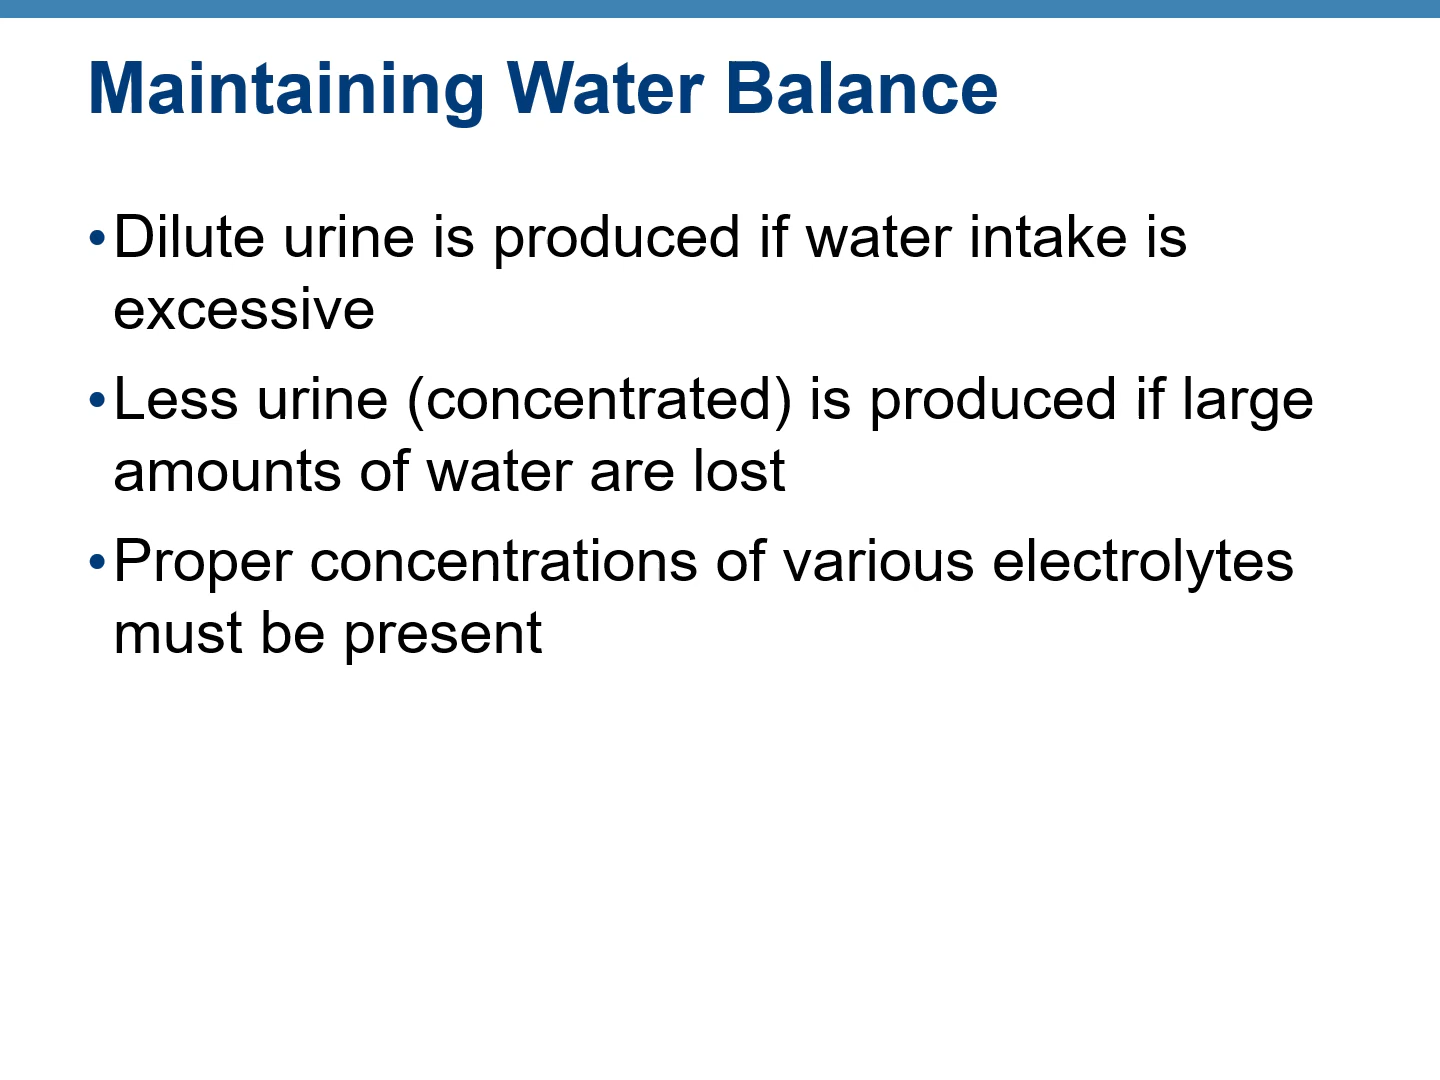 Maintaining Water Balance
•Dilute urine is produced if water intake is
excessive
•Less urine (concentrated) is produced if large
amounts of water are lost
•Proper concentrations of various electrolytes
must be present